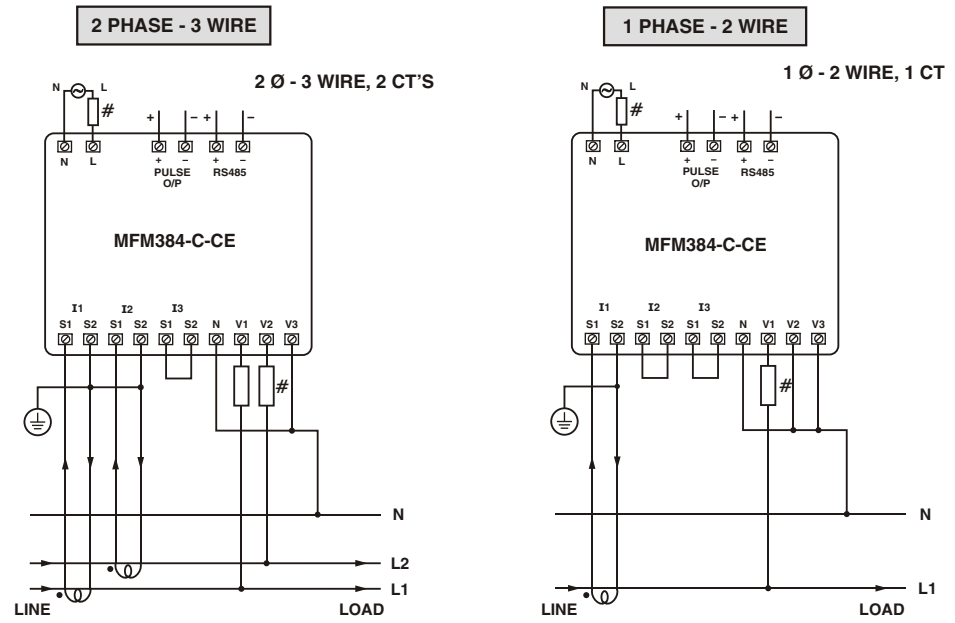 2 PHASE - 3 WIRE
2 Ø - 3 WIRE, 2 CT'S
N L
#
+ – + –
N L + – + –
PULSE O/P RS485
MFM384-C-CE
I1 I2 I3
S1 S2 S1 S2 S1 S2 N V1 V2 V3
#
N
L2
L1
LINE LOAD
1 PHASE - 2 WIRE
1 Ø - 2 WIRE, 1 CT
N L
#
+ – + –
N L + – + –
PULSE O/P RS485
MFM384-C-CE
I1 I2 I3
S1 S2 S1 S2 S1 S2 N V1 V2 V3
#
N
L1
LINE LOAD